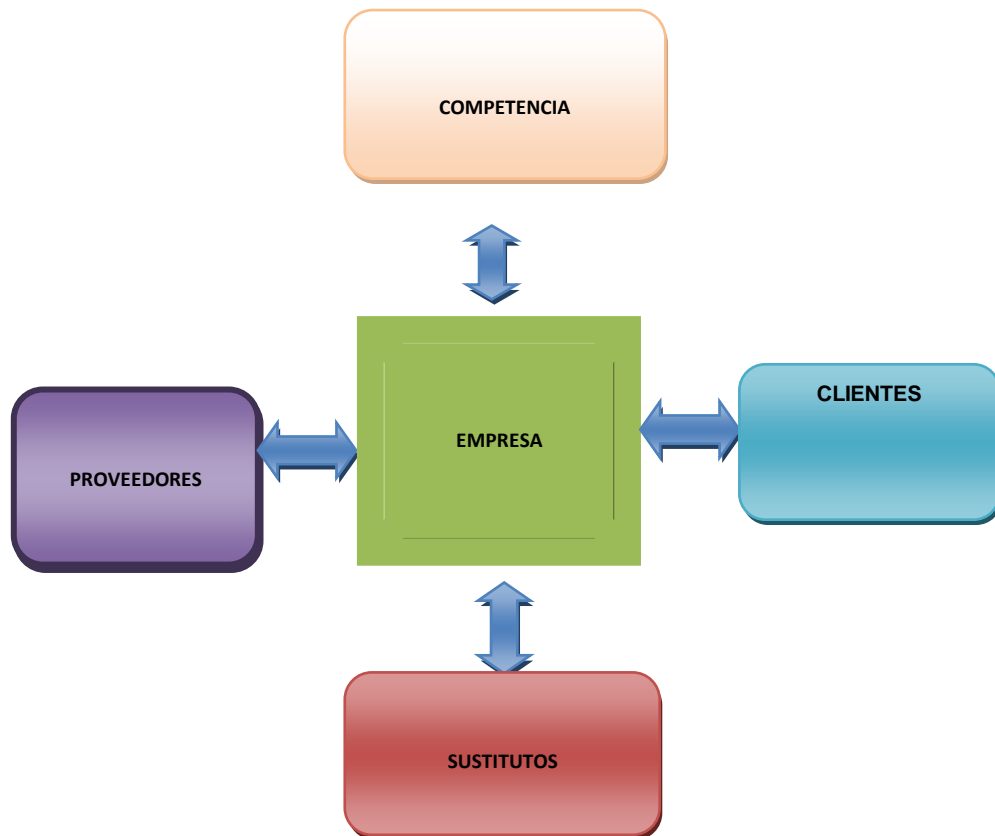 COMPETENCIA
CLIENTES
EMPRESA
PROVEEDORES
SUSTITUTOS